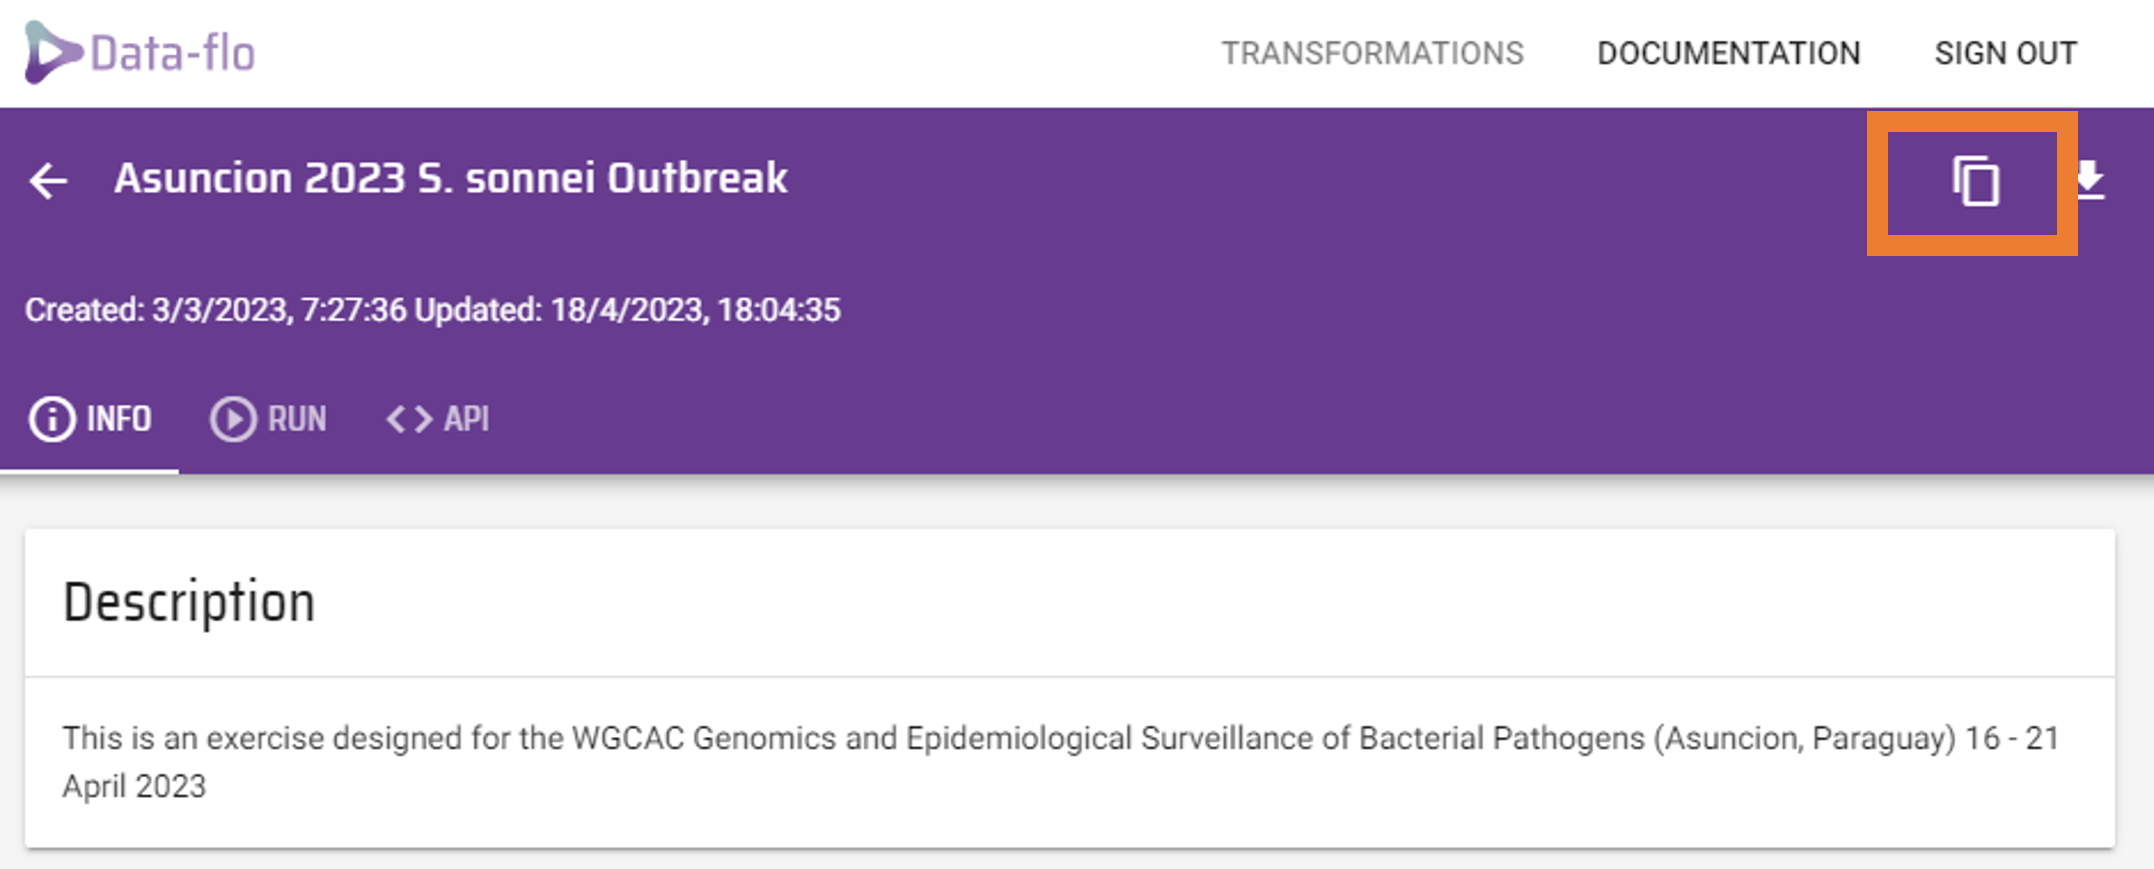 Data-flo
TRANSFORMATIONS DOCUMENTATION SIGN OUT
Asuncion 2023 S. sonnei Outbreak
Created: 3/3/2023, 7:27:36 Updated: 18/4/2023, 18:04:35
INFO RUN API
Description
This is an exercise designed for the WGCAC Genomics and Epidemiological Surveillance of Bacterial Pathogens (Asuncion, Paraguay) 16 - 21
April 2023